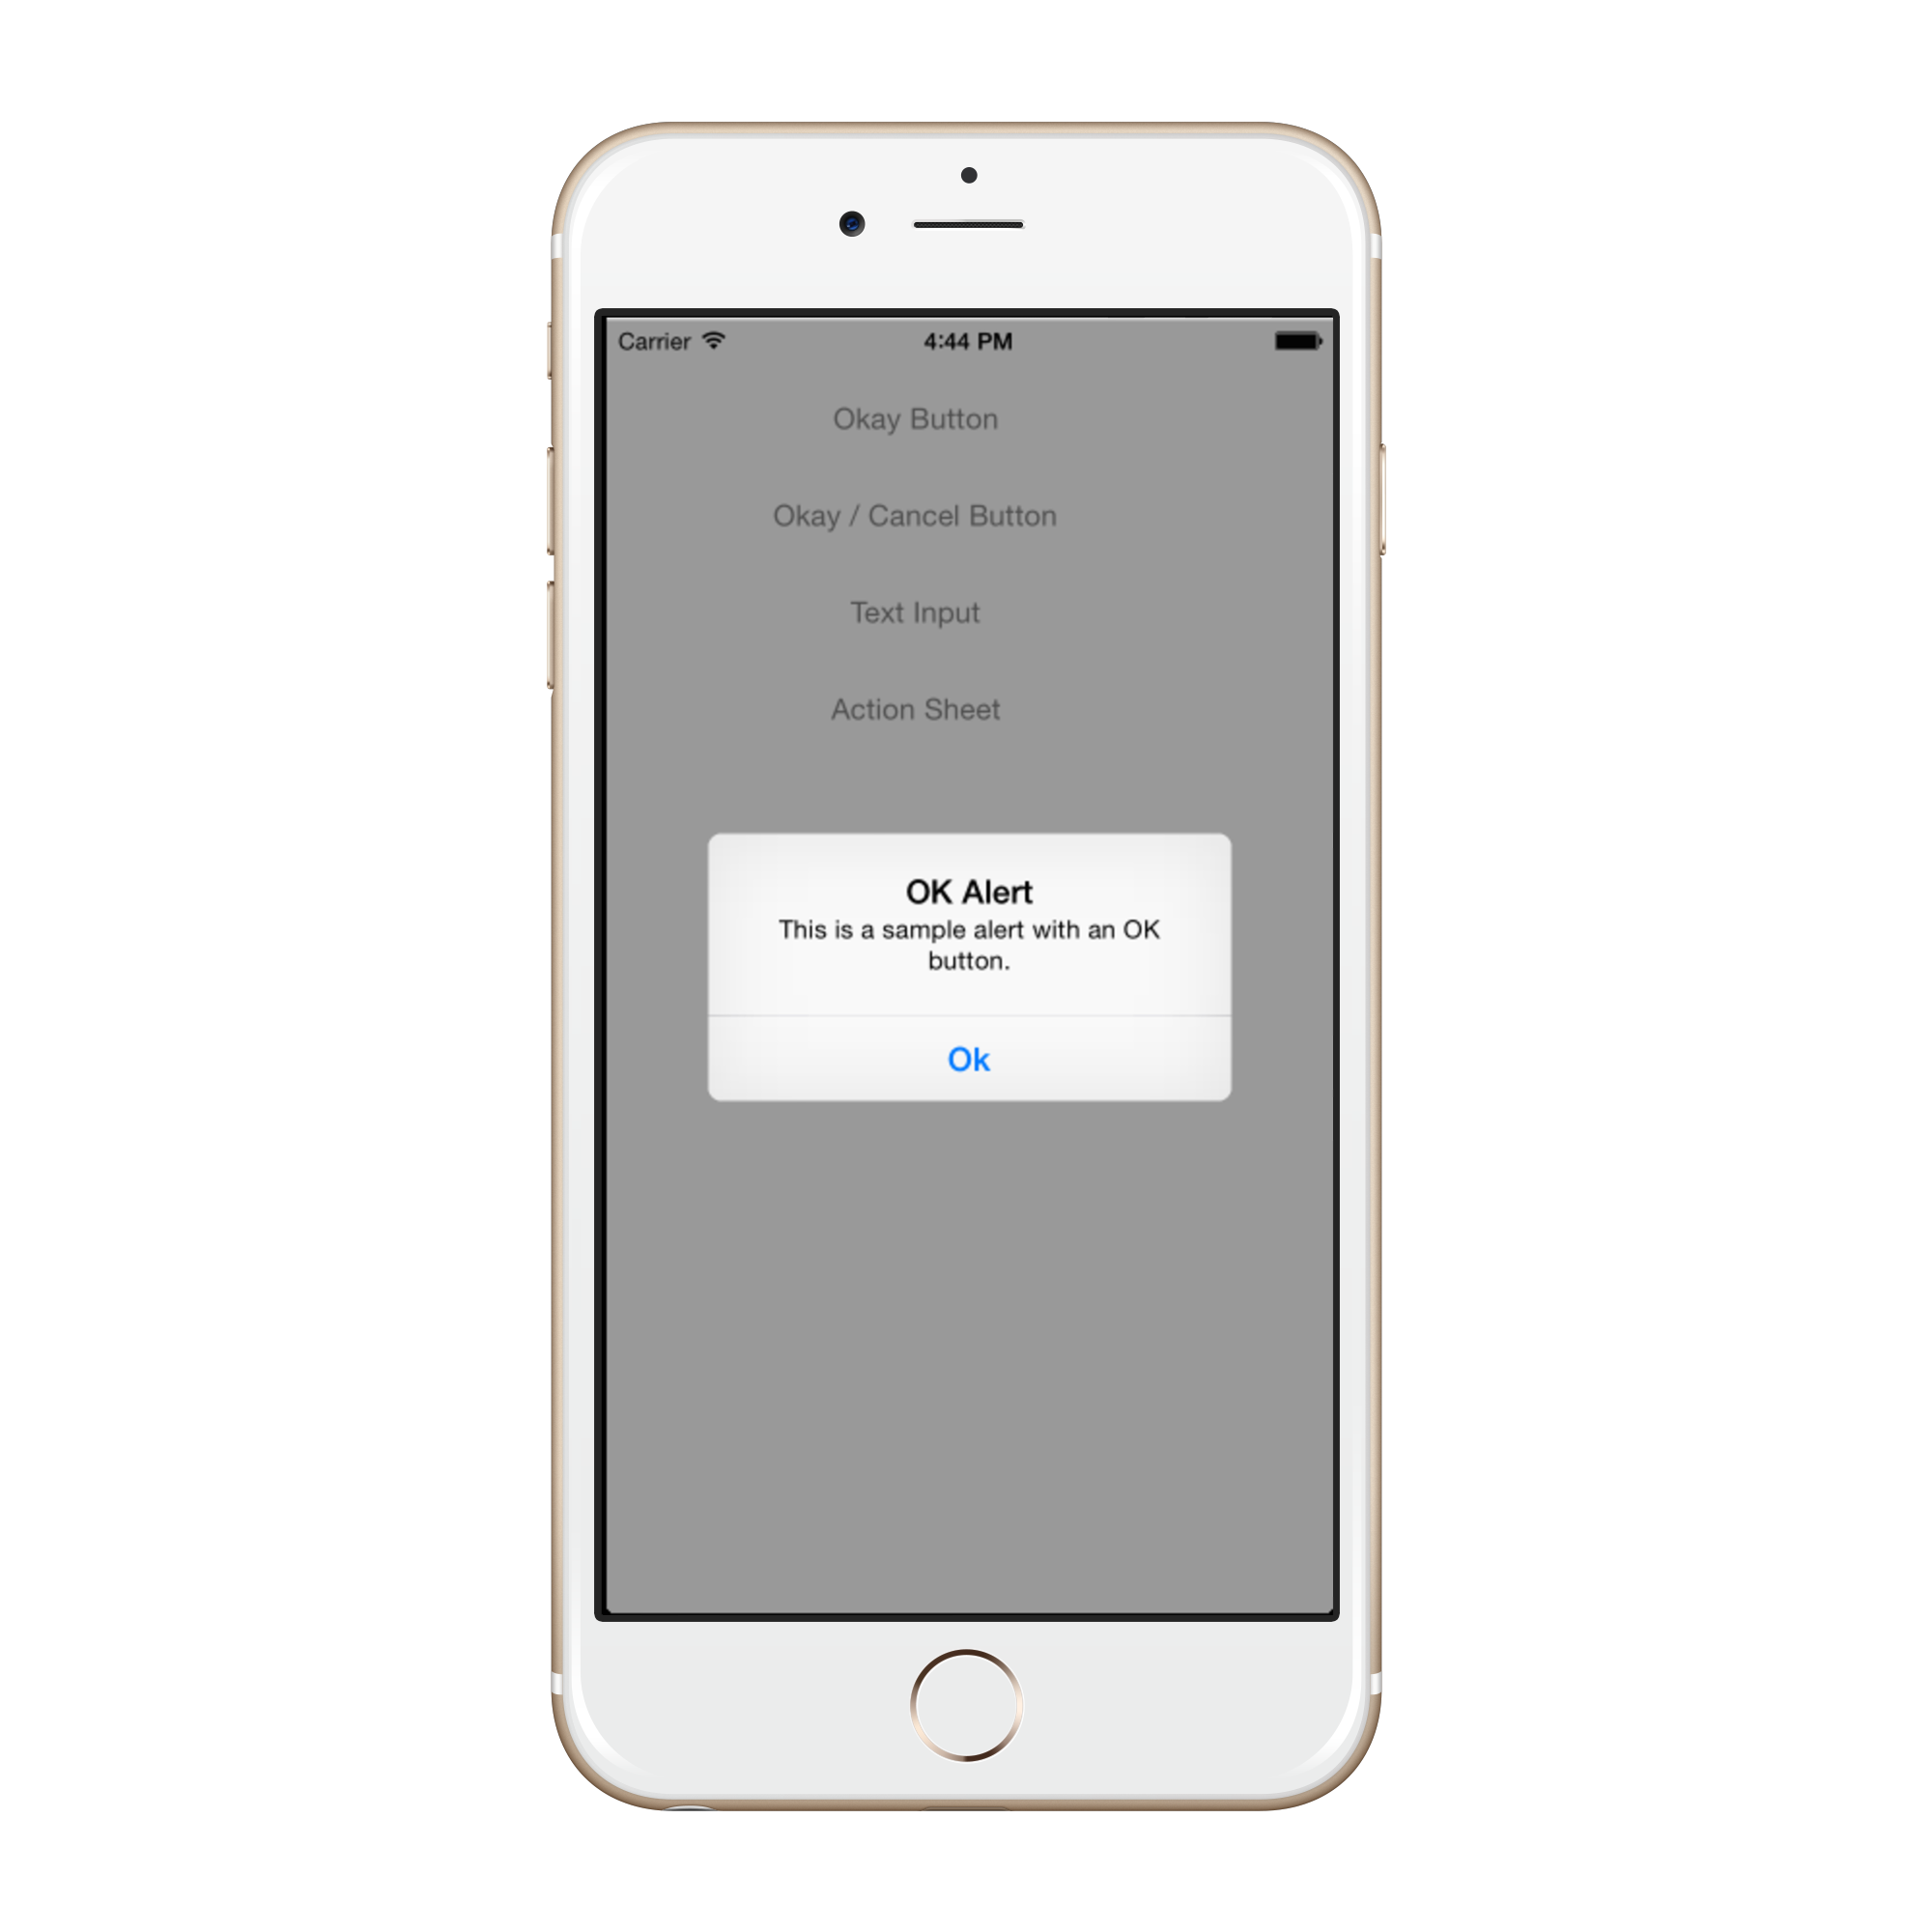 Carrier 4:44 PM
Okay Button
Okay / Cancel Button
Text Input
Action Sheet
OK Alert
This is a sample alert with an OK
button.
Ok